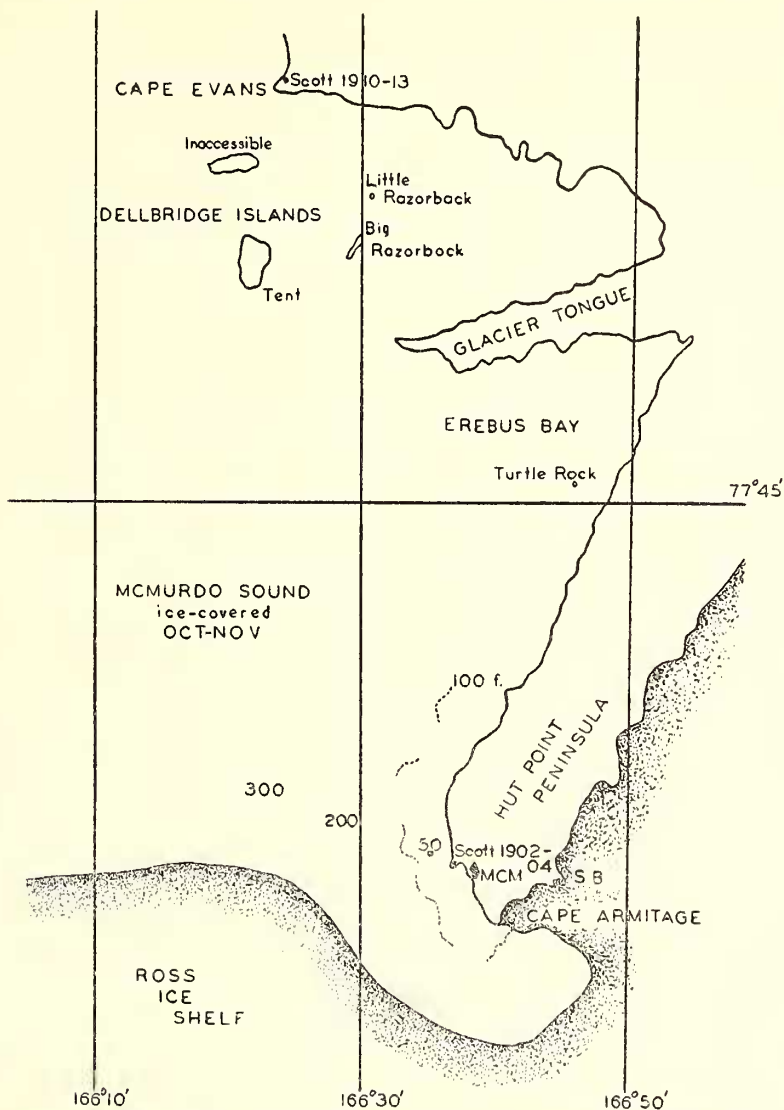 CAPE EVANS
Scott 1910-13
Inaccessible
Little
Razorback
DELLBRIDGE ISLANDS
Big
Razorback
Tent
GLACIER TONGUE
EREBUS BAY
Turtle Rock
77°45'
MCMURDO SOUND
ice-covered
OCT-NOV
100 f.
HUT POINT
PENINSULA
300
200
50
Scott 1902-
04
MCM
SB
CAPE ARMITAGE
ROSS
ICE
SHELF
166°10'
166°30'
166°50'